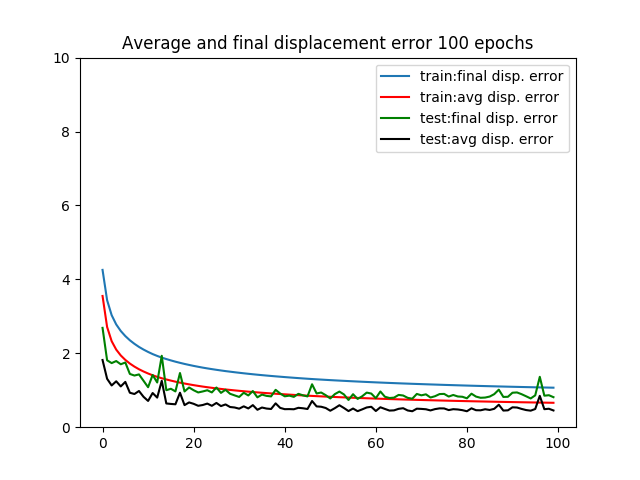 Average and final displacement error 100 epochs
train:final disp. error
train:avg disp. error
test:final disp. error
test:avg disp. error
10
8
6
4
2
0
0 20 40 60 80 100